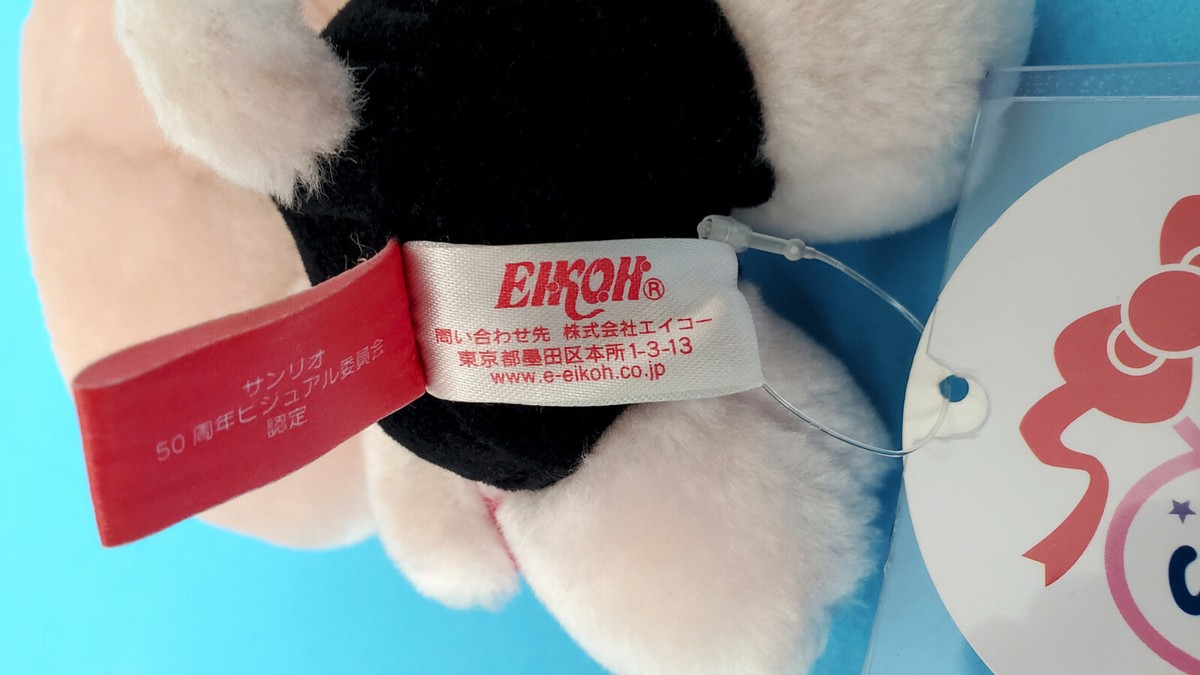 サンリオ
50周年ビジュアル委員会
認定
EIKOH®
問い合わせ先 株式会社エイコー
東京都墨田区本所1-3-13
www.e-eikoh.co.jp